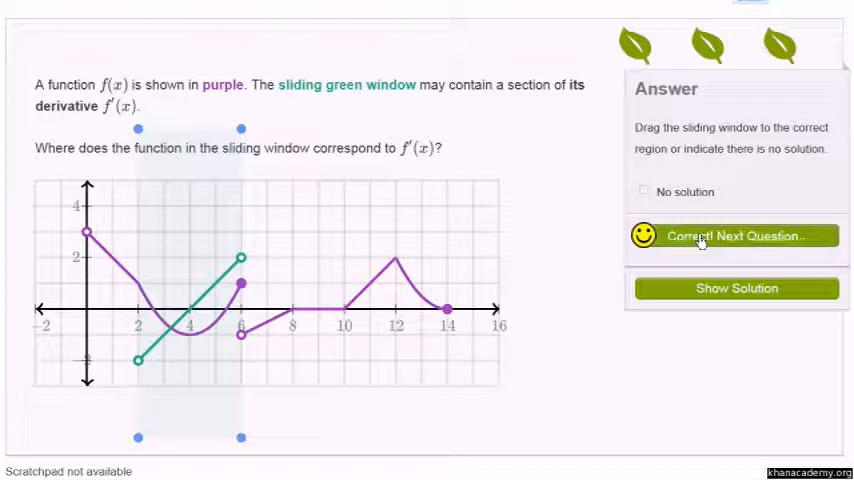 A function f(x) is shown in purple. The sliding green window may contain a section of its
derivative f′(x).
Where does the function in the sliding window correspond to f′(x)?
4
2
-2
2
4
6
8
10
12
14
16
Answer
Drag the sliding window to the correct
region or indicate there is no solution.
No solution
Correct! Next Question...
Show Solution
Scratchpad not available
khanacademy.org